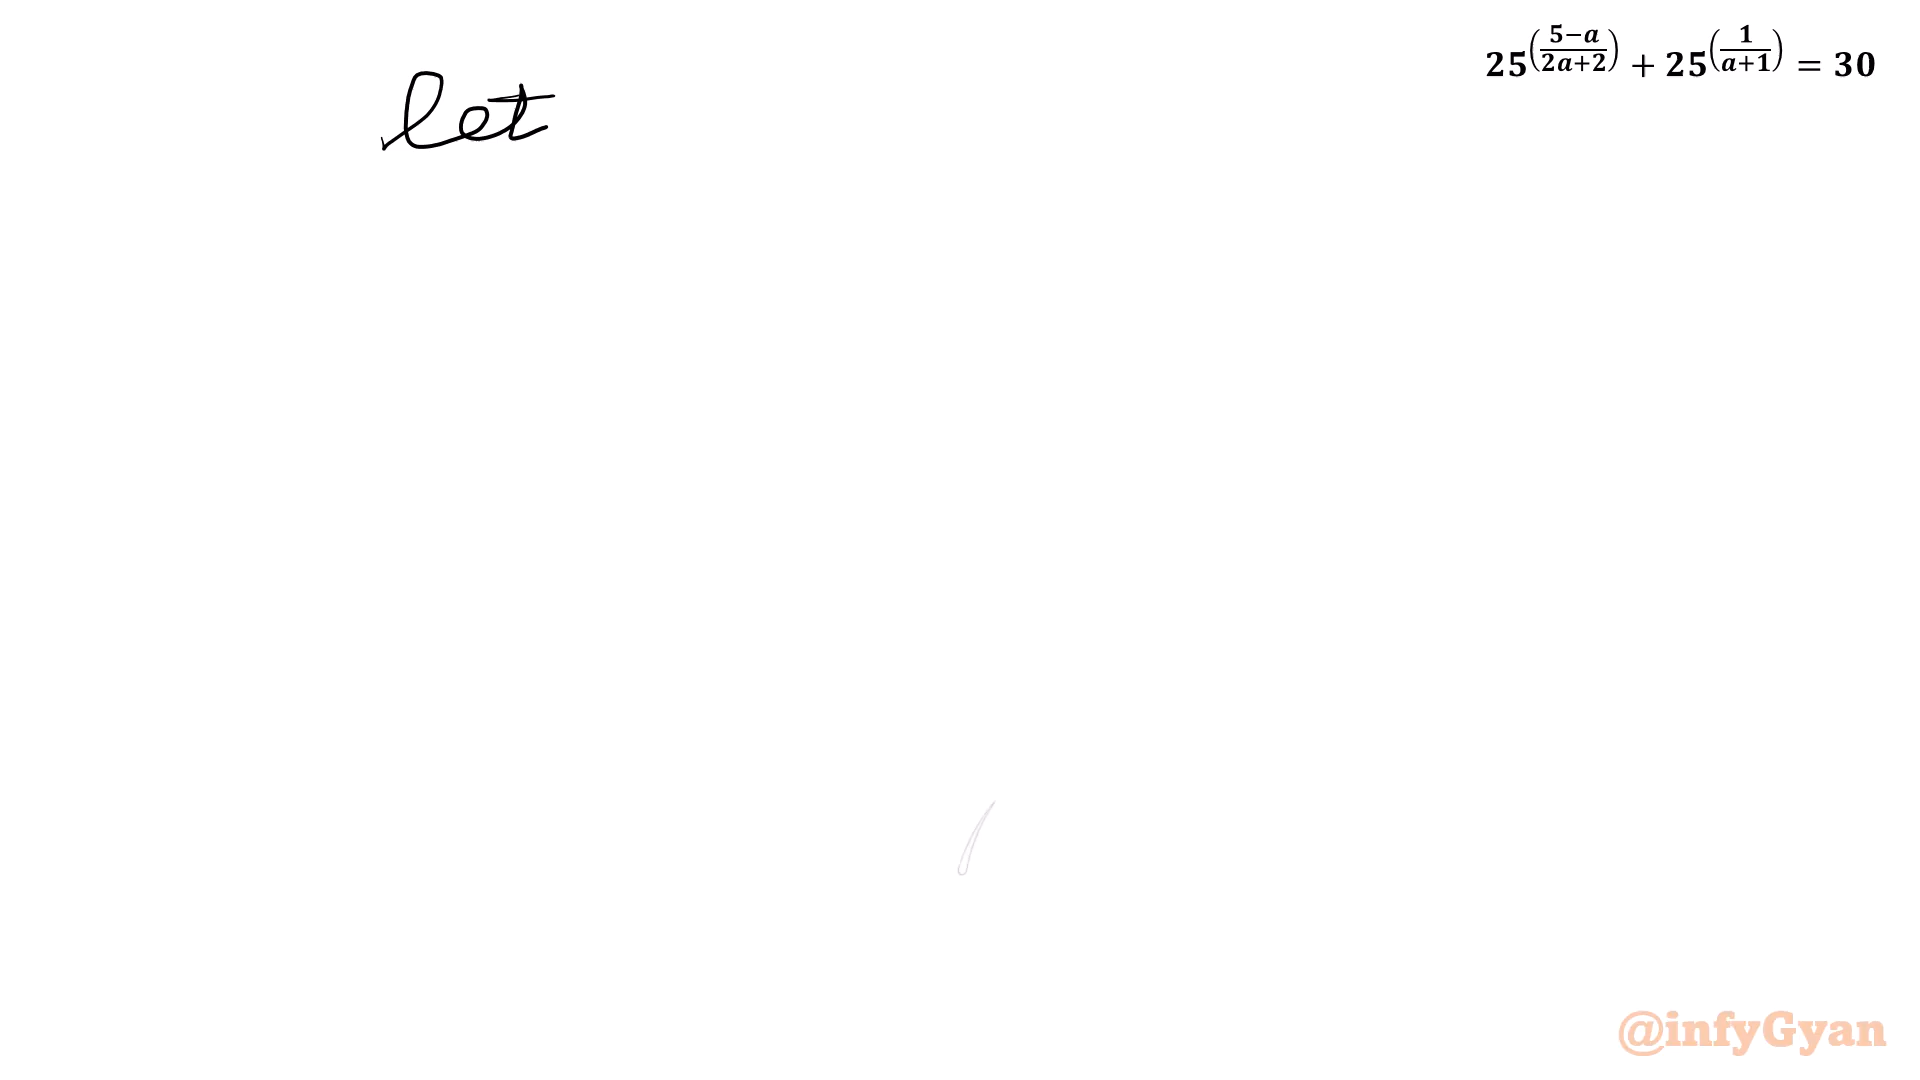 25^((5−a)/(2a+2)) + 25^(1/(a+1)) = 30
let
@infyGyan